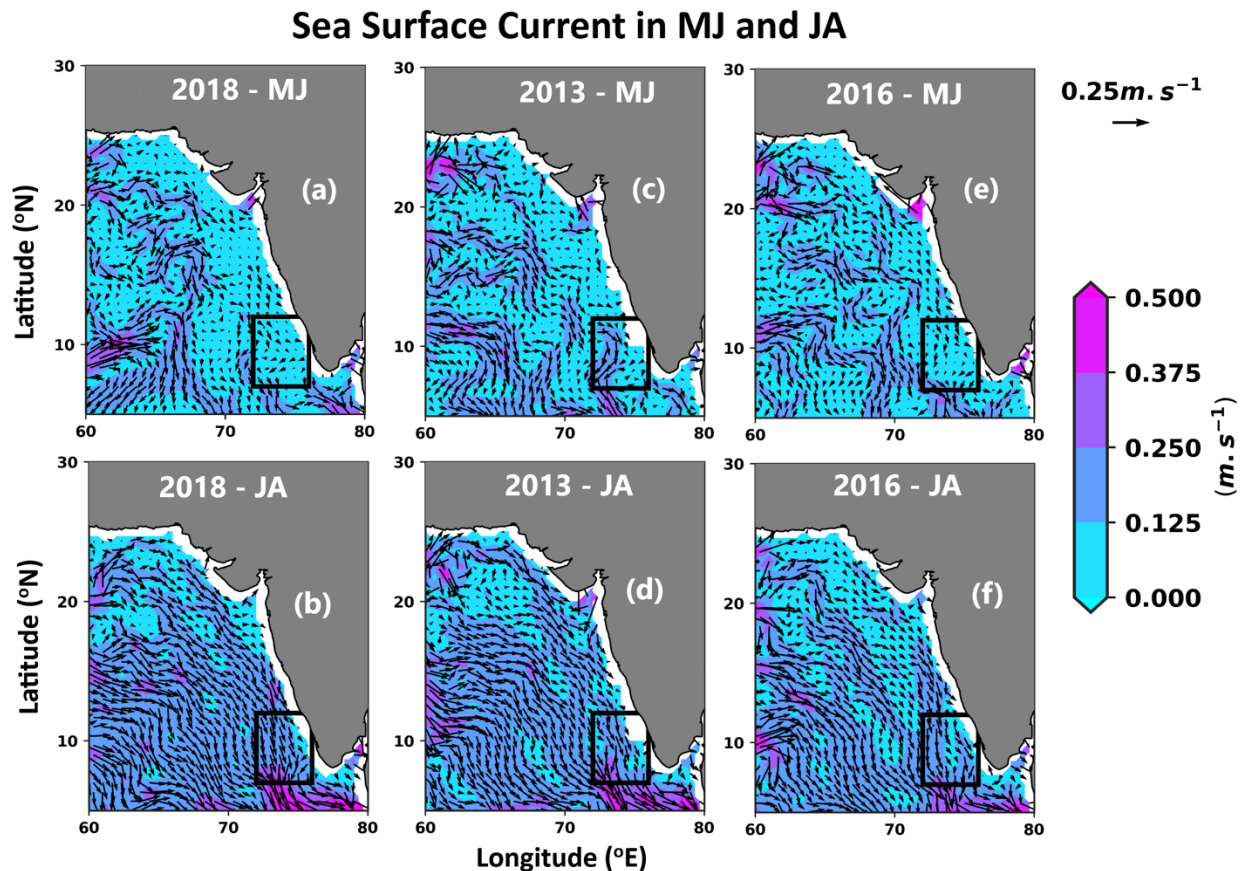 Sea Surface Current in MJ and JA
30
20
10
60
70
80
2018 - MJ
(a)
Latitude (ºN)
30
20
10
60
70
80
2013 - MJ
(c)
30
20
10
60
70
80
2016 - MJ
(e)
0.25m.s⁻¹
30
20
10
60
70
80
2018 - JA
(b)
Latitude (ºN)
30
20
10
60
70
80
2013 - JA
(d)
30
20
10
60
70
80
2016 - JA
(f)
Longitude (ºE)
0.500
0.375
0.250
0.125
0.000
(m.s⁻¹)